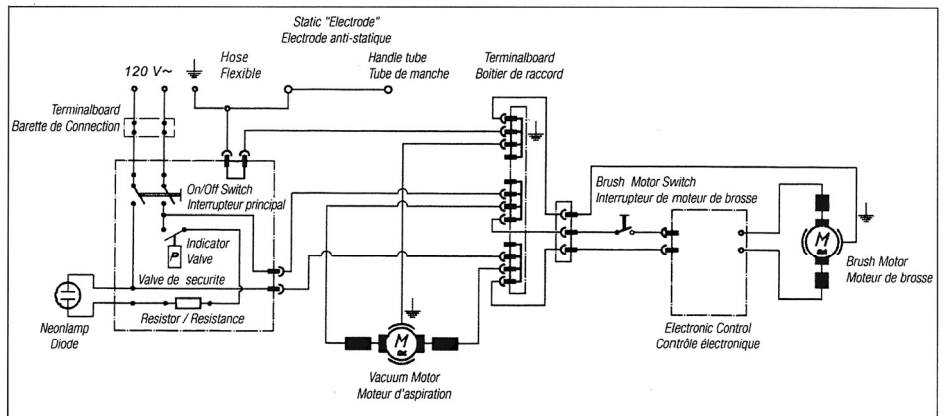 Static "Electrode"
Electrode anti-statique
120 V~
Hose
Flexible
Handle tube
Tube de manche
Terminalboard
Boitier de raccord
Terminalboard
Barette de Connection
On/Off Switch
Interrupteur principal
Brush Motor Switch
Interrupteur de moteur de brosse
P
Indicator
Valve
Valve de securite
M
Brush Motor
Moteur de brosse
Resistor / Resistance
Neonlamp
Diode
M
Electronic Control
Contrôle électronique
Vacuum Motor
Moteur d'aspiration